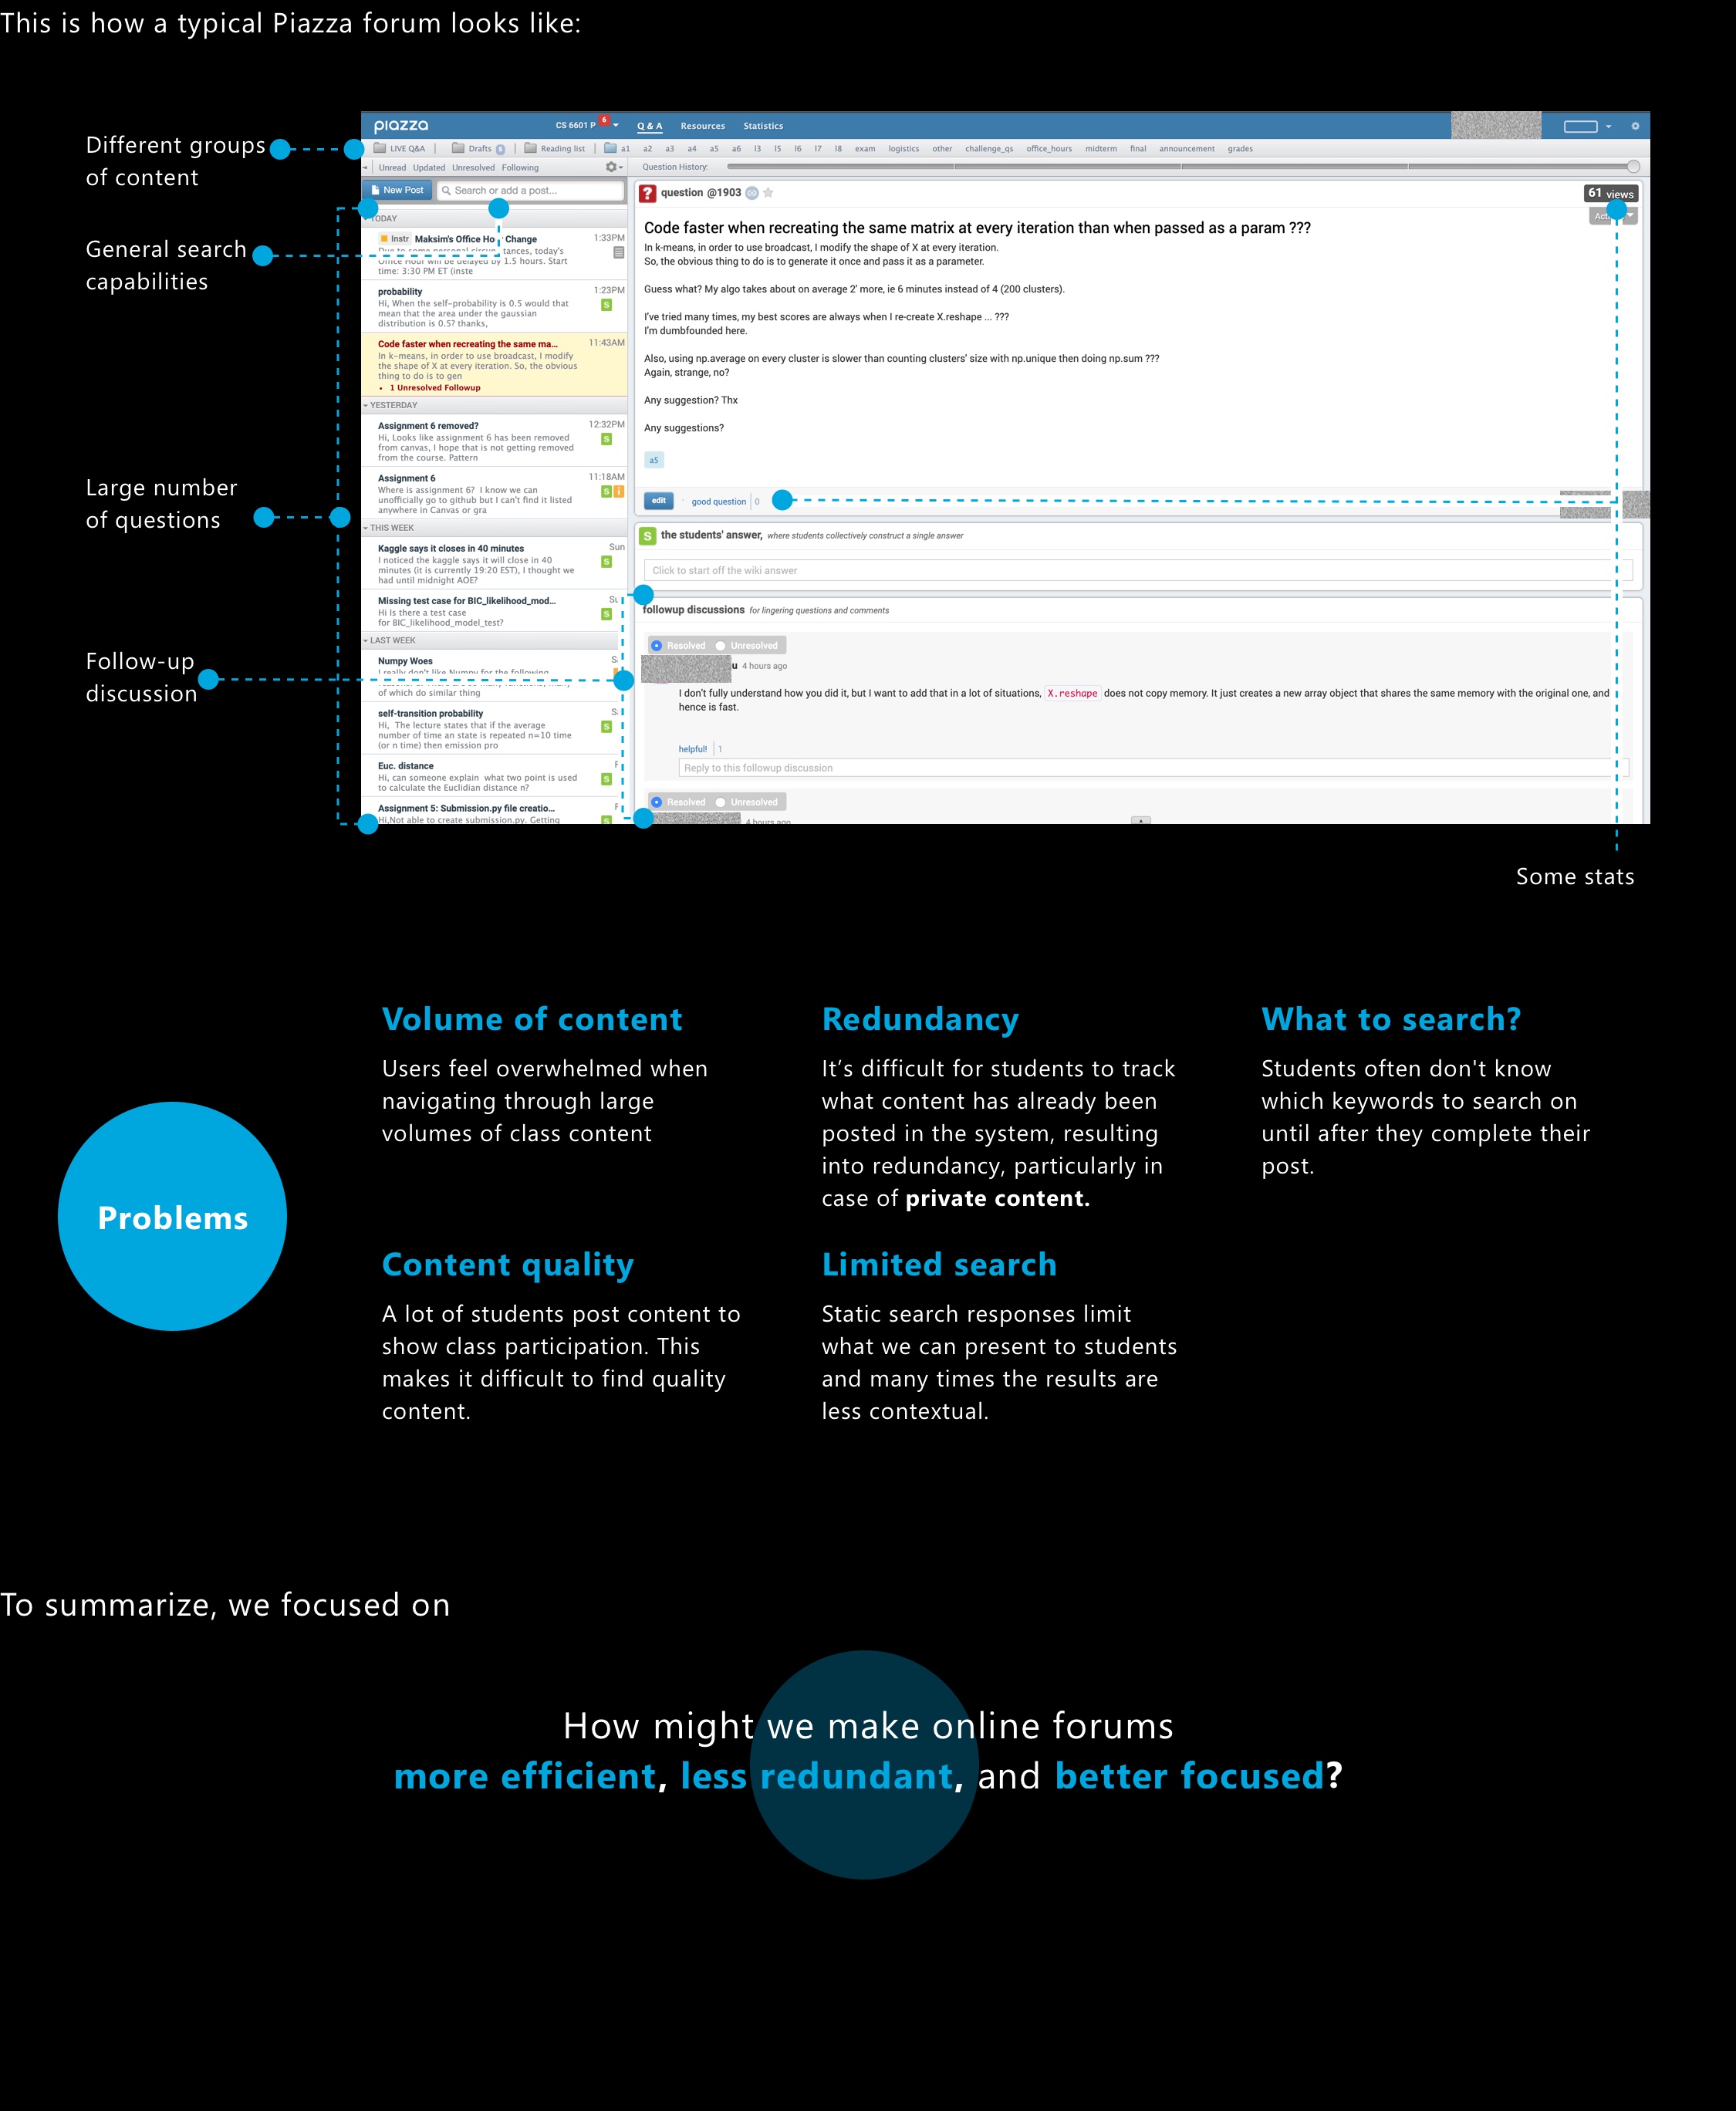 This is how a typical Piazza forum looks like:
Different groups
of content
General search
capabilities
Large number
of questions
Follow-up
discussion
piazza
CS 6601 P
6
Q & A
Resources
Statistics
LIVE Q&A
Drafts
Reading list
a1 a2 a3 a4 a5 a6 l3 l5 l6 l7 l8 exam logistics other challenge_qs office_hours midterm final announcement grades
Unread Updated Unresolved Following
Question History:
New Post
Search or add a post...
TODAY
Instr Maksim's Office Ho Change
1:33PM
tances, today's
Office Hour will be delayed by 1.5 hours. Start
time: 3:30 PM ET (inste
probability
1:23PM
Hi, When the self-probability is 0.5 would that
mean that the area under the gaussian
distribution is 0.5? thanks,
S
Code faster when recreating the same ma...
11:43AM
In k-means, in order to use broadcast, I modify
the shape of X at every iteration. So, the obvious
thing to do is to gen
• 1 Unresolved Followup
YESTERDAY
Assignment 6 removed?
12:32PM
Hi, Looks like assignment 6 has been removed
from canvas, I hope that is not getting removed
from the course. Pattern
S
Assignment 6
11:18AM
Where is assignment 6? I know we can
unofficially go to github but I can't find it listed
anywhere in Canvas or gra
S i
THIS WEEK
Kaggle says it closes in 40 minutes
Sun
I noticed the kaggle says it will close in 40
minutes (it is currently 19:20 EST), I thought we
had until midnight AOE?
S
Missing test case for BIC_likelihood_mod...
Hi Is there a test case
for BIC_likelihood_model_test?
S
LAST WEEK
Numpy Woes
I really don't like Numpy for the following
of which do similar thing
self-transition probability
Hi, The lecture states that if the average
number of time an state is repeated n=10 time
(or n time) then emission pro
S
Euc. distance
Hi, can someone explain what two point is used
to calculate the Euclidian distance n?
S
Assignment 5: Submission.py file creatio...
Hi,Not able to create submission.py. Getting
? question @1903
61 views
Code faster when recreating the same matrix at every iteration than when passed as a param ???
In k-means, in order to use broadcast, I modify the shape of X at every iteration.
So, the obvious thing to do is to generate it once and pass it as a parameter.
Guess what? My algo takes about on average 2' more, ie 6 minutes instead of 4 (200 clusters).
I've tried many times, my best scores are always when I re-create X.reshape ... ???
I'm dumbfounded here.
Also, using np.average on every cluster is slower than counting clusters' size with np.unique then doing np.sum ???
Again, strange, no?
Any suggestion? Thx
Any suggestions?
a5
edit · good question 0
S the students' answer, where students collectively construct a single answer
Click to start off the wiki answer
followup discussions for lingering questions and comments
Resolved Unresolved
u 4 hours ago
I don't fully understand how you did it, but I want to add that in a lot of situations, X.reshape does not copy memory. It just creates a new array object that shares the same memory with the original one, and
hence is fast.
helpful! 1
Reply to this followup discussion
Resolved Unresolved
4 hours ago
Some stats
Problems
Volume of content
Users feel overwhelmed when
navigating through large
volumes of class content
Redundancy
It's difficult for students to track
what content has already been
posted in the system, resulting
into redundancy, particularly in
case of private content.
What to search?
Students often don't know
which keywords to search on
until after they complete their
post.
Content quality
A lot of students post content to
show class participation. This
makes it difficult to find quality
content.
Limited search
Static search responses limit
what we can present to students
and many times the results are
less contextual.
To summarize, we focused on
How might we make online forums
more efficient, less redundant, and better focused?